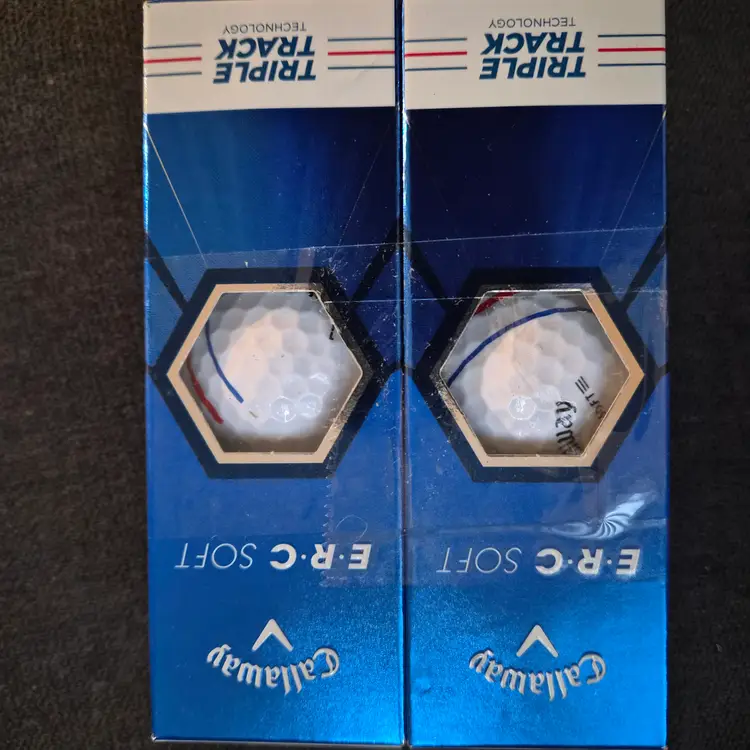 Callaway
E·R·C SOFT
TRIPLE
TRACK
TECHNOLOGY
Callaway
E·R·C SOFT
TRIPLE
TRACK
TECHNOLOGY